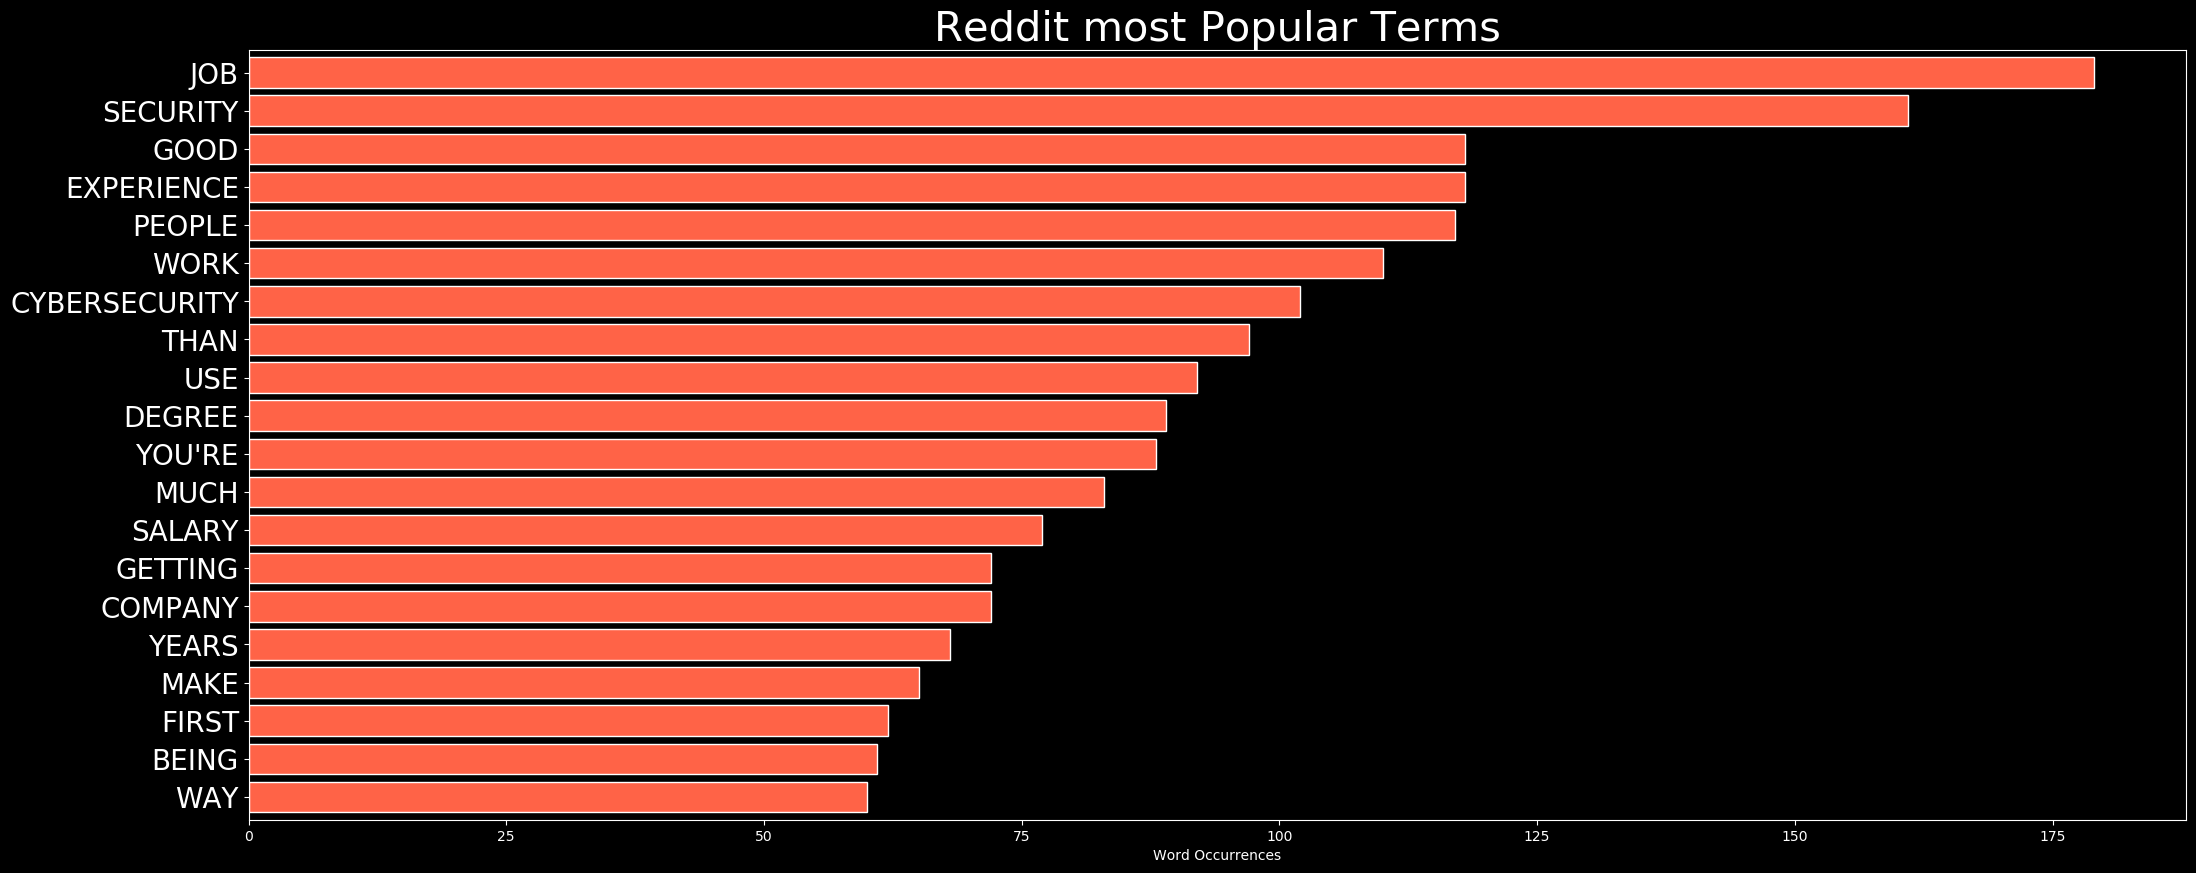 Reddit most Popular Terms
JOB
SECURITY
GOOD
EXPERIENCE
PEOPLE
WORK
CYBERSECURITY
THAN
USE
DEGREE
YOU'RE
MUCH
SALARY
GETTING
COMPANY
YEARS
MAKE
FIRST
BEING
WAY
0 25 50 75 100 125 150 175
Word Occurrences